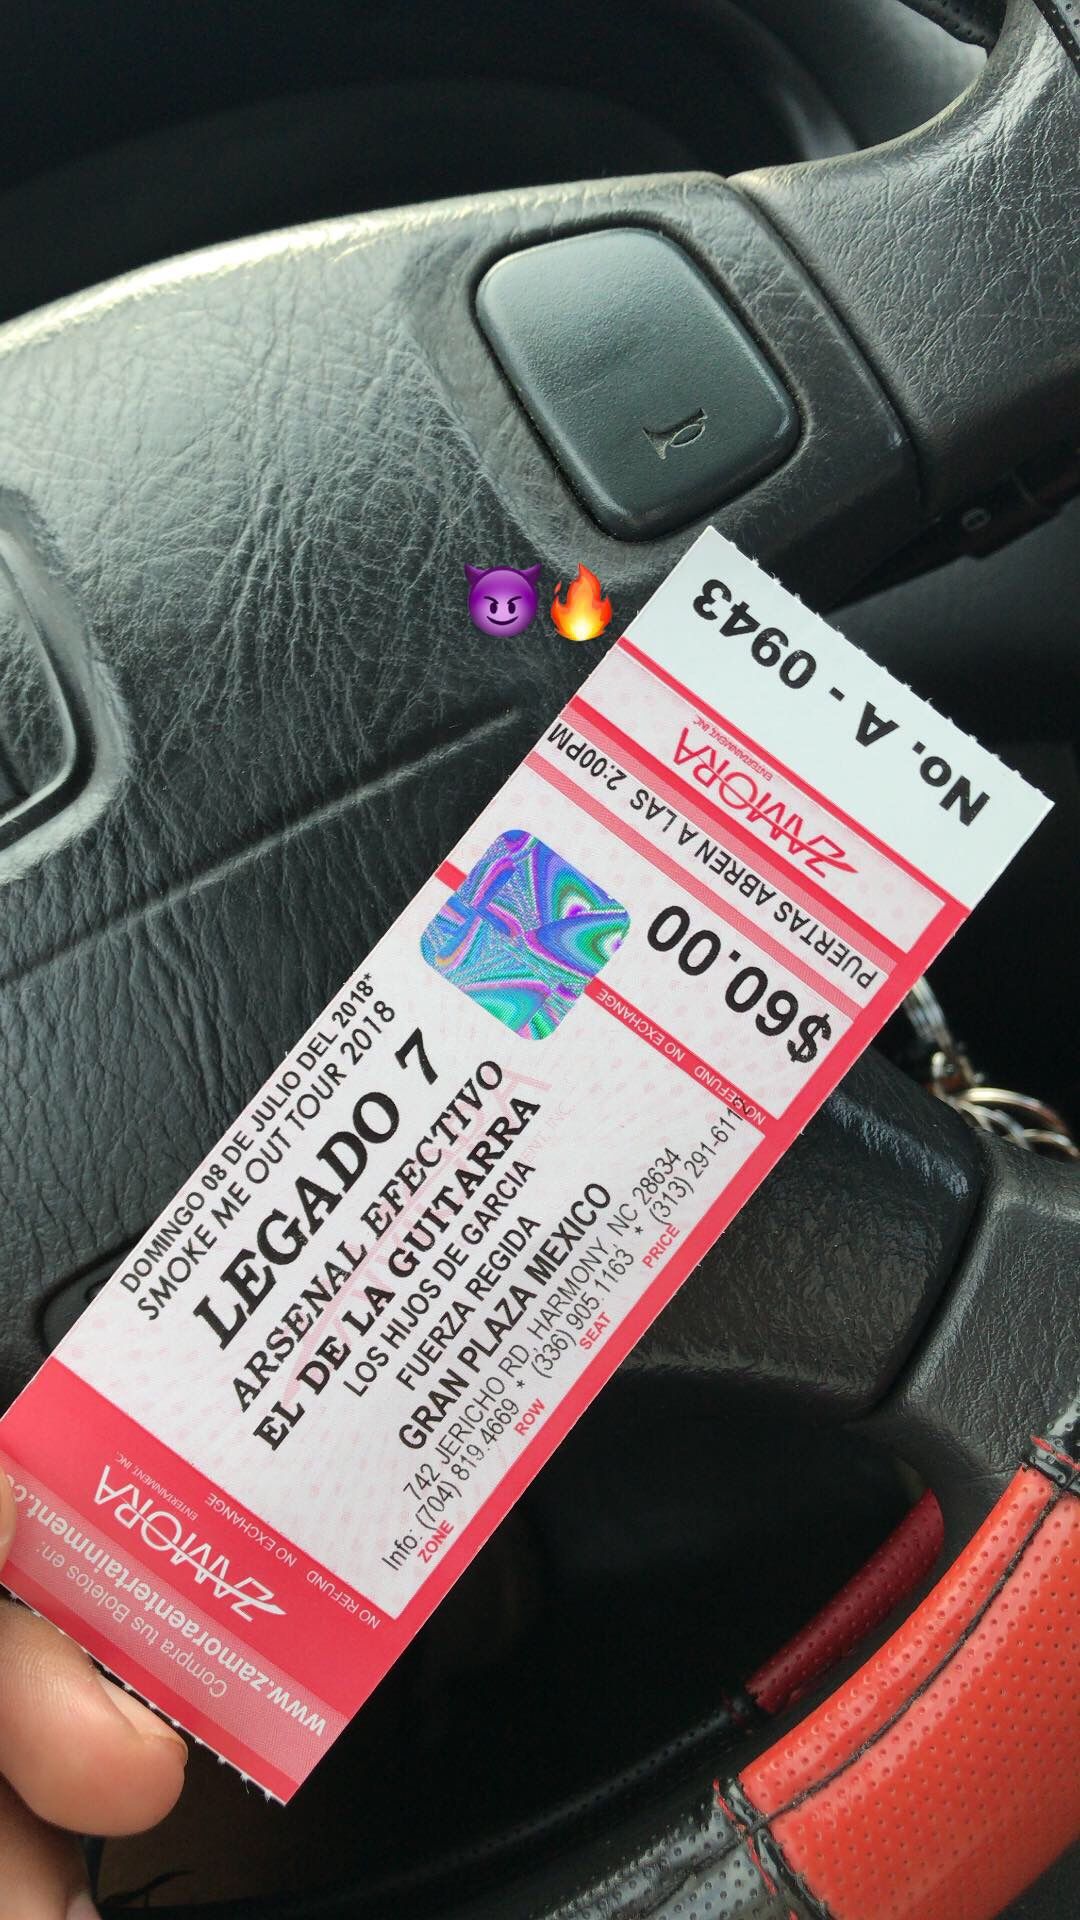 No. A - 0943
ZAMORA
ENTERTAINMENT, INC.
PUERTAS ABREN A LAS 2:00PM
$60.00
NO REFUND NO EXCHANGE
DOMINGO 08 DE JULIO DEL 2018*
SMOKE ME OUT TOUR 2018
LEGADO 7
ARSENAL EFECTIVO
EL DE LA GUITARRA
LOS HIJOS DE GARCIA
FUERZA REGIDA
GRAN PLAZA MEXICO
742 JERICHO RD, HARMONY, NC 28634
Info: (704) 819.4669 * (336) 905 1163 * (313) 291-611
ZONE ROW SEAT PRICE
NO REFUND NO EXCHANGE
ZAMORA
ENTERTAINMENT, INC.
Compra tus Boletos en:
www.zamoraentertainment.c